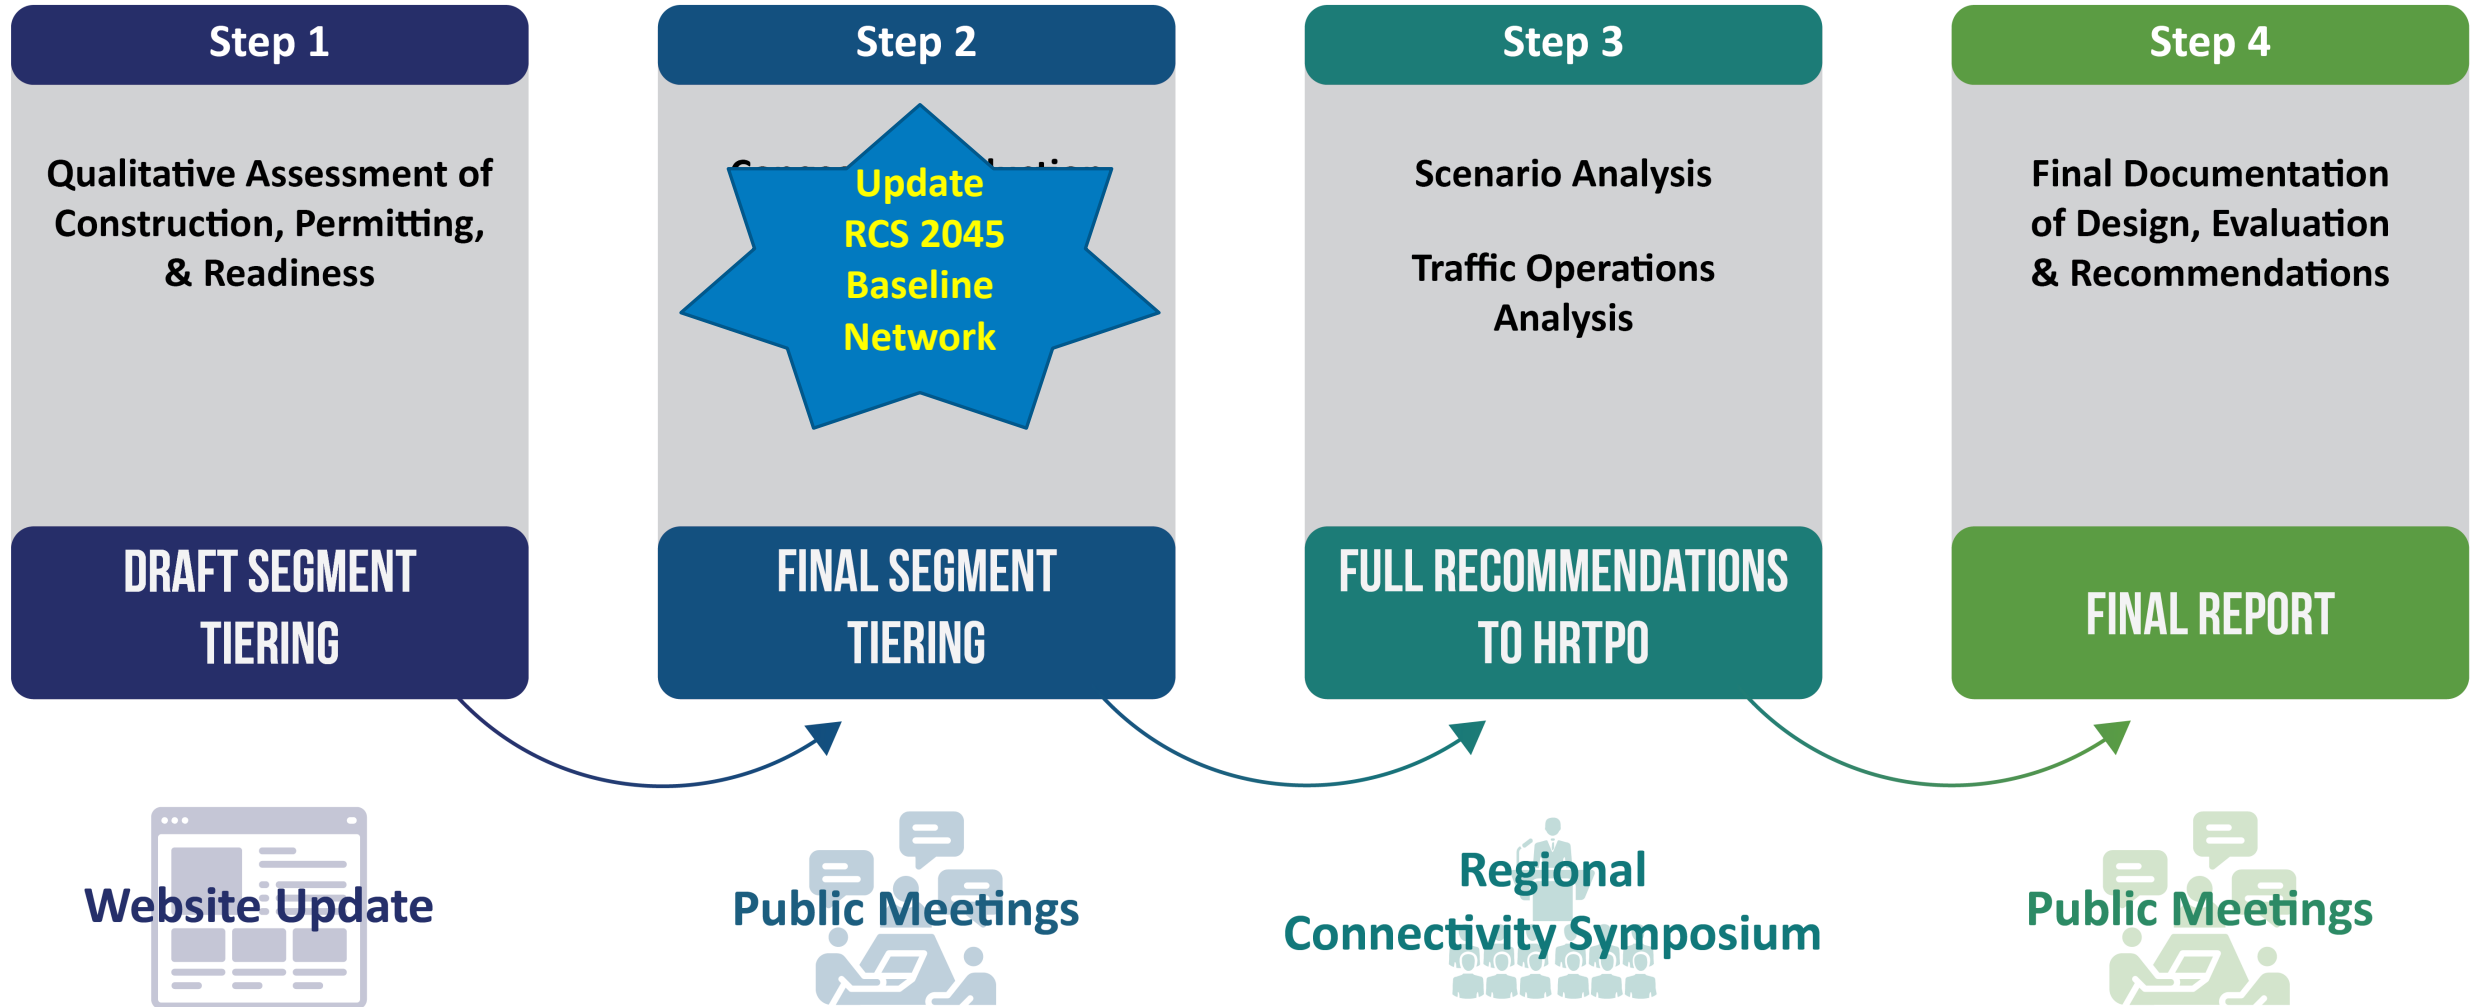 Step 1
Qualitative Assessment of
Construction, Permitting,
& Readiness
DRAFT SEGMENT
TIERING
Website Update
Step 2
Update
RCS 2045
Baseline
Network
FINAL SEGMENT
TIERING
Public Meetings
Step 3
Scenario Analysis
Traffic Operations
Analysis
FULL RECOMMENDATIONS
TO HRTPO
Regional
Connectivity Symposium
Step 4
Final Documentation
of Design, Evaluation
& Recommendations
FINAL REPORT
Public Meetings